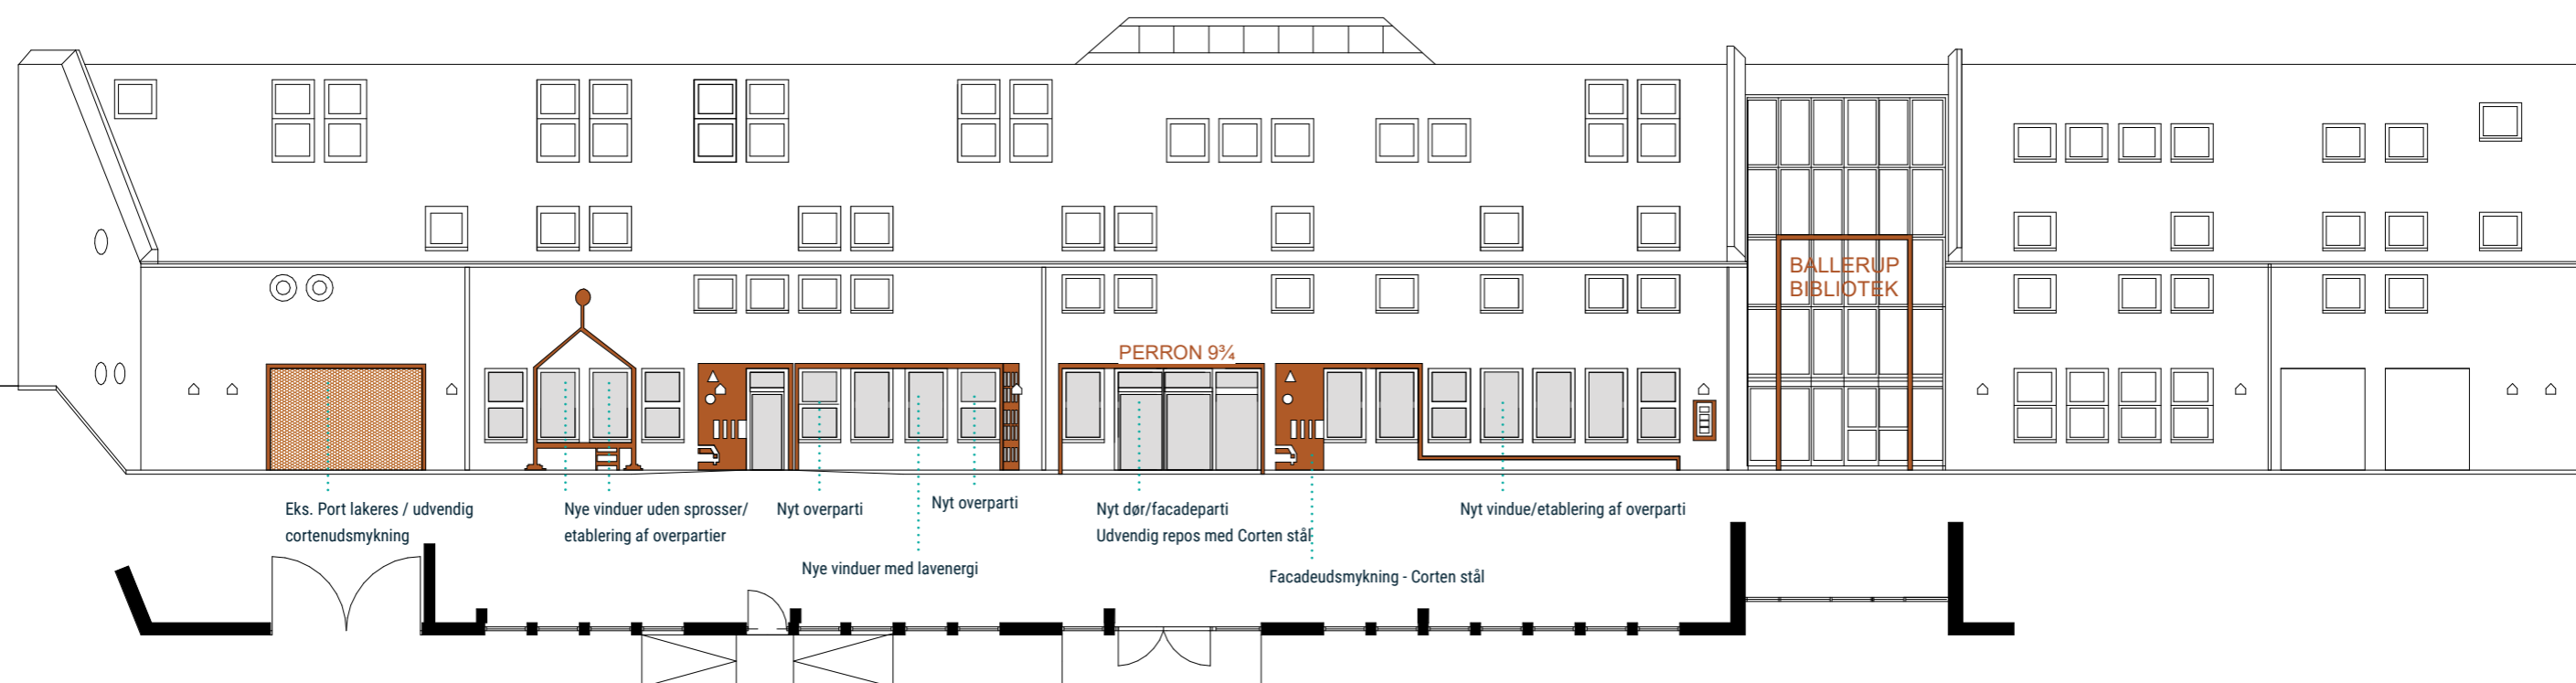 BALLERUP
BIBLIOTEK
PERRON 9¾
Eks. Port lakeres / udvendig
cortenudsmykning
Nye vinduer uden sprosser/
etablering af overpartier
Nyt overparti
Nyt overparti
Nye vinduer med lavenergi
Nyt dør/facadeparti
Udvendig repos med Corten stål
Facadeudsmykning - Corten stål
Nyt vindue/etablering af overparti